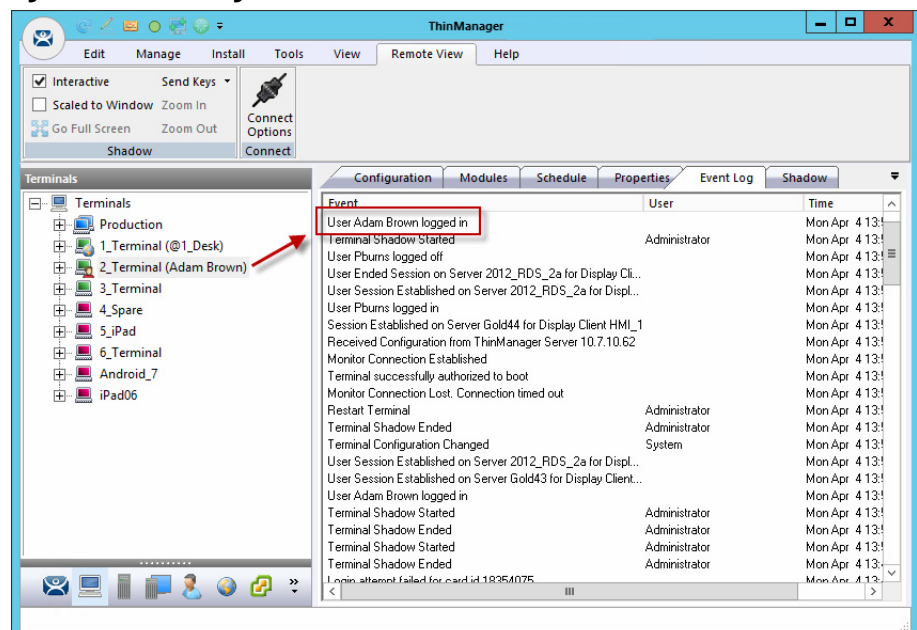 ThinManager
Edit Manage Install Tools View Remote View Help
Interactive Send Keys
Scaled to Window Zoom In
Go Full Screen Zoom Out
Shadow
Connect Options
Connect
Terminals
Terminals
Production
1_Terminal (@1_Desk)
2_Terminal (Adam Brown)
3_Terminal
4_Spare
5_iPad
6_Terminal
Android_7
iPad06
Configuration Modules Schedule Properties Event Log Shadow
Event User Time
User Adam Brown logged in Mon Apr 4 13:
Terminal Shadow Started Administrator Mon Apr 4 13:
User Pburns logged off Mon Apr 4 13:
User Ended Session on Server 2012_RDS_2a for Display Cli... Mon Apr 4 13:
User Session Established on Server 2012_RDS_2a for Displ... Mon Apr 4 13:
User Pburns logged in Mon Apr 4 13:
Session Established on Server Gold44 for Display Client HMI_1 Mon Apr 4 13:
Received Configuration from ThinManager Server 10.7.10.62 Mon Apr 4 13:
Monitor Connection Established Mon Apr 4 13:
Terminal successfully authorized to boot Mon Apr 4 13:
Monitor Connection Lost. Connection timed out Mon Apr 4 13:
Restart Terminal Administrator Mon Apr 4 13:
Terminal Shadow Ended Administrator Mon Apr 4 13:
Terminal Configuration Changed System Mon Apr 4 13:
User Session Established on Server 2012_RDS_2a for Displ... Mon Apr 4 13:
User Session Established on Server Gold43 for Display Client... Mon Apr 4 13:
User Adam Brown logged in Mon Apr 4 13:
Terminal Shadow Started Administrator Mon Apr 4 13:
Terminal Shadow Ended Administrator Mon Apr 4 13:
Terminal Shadow Started Administrator Mon Apr 4 13:
Terminal Shadow Ended Administrator Mon Apr 4 13:
Login attempt failed for card id 18354075 Mon Apr 4 13: